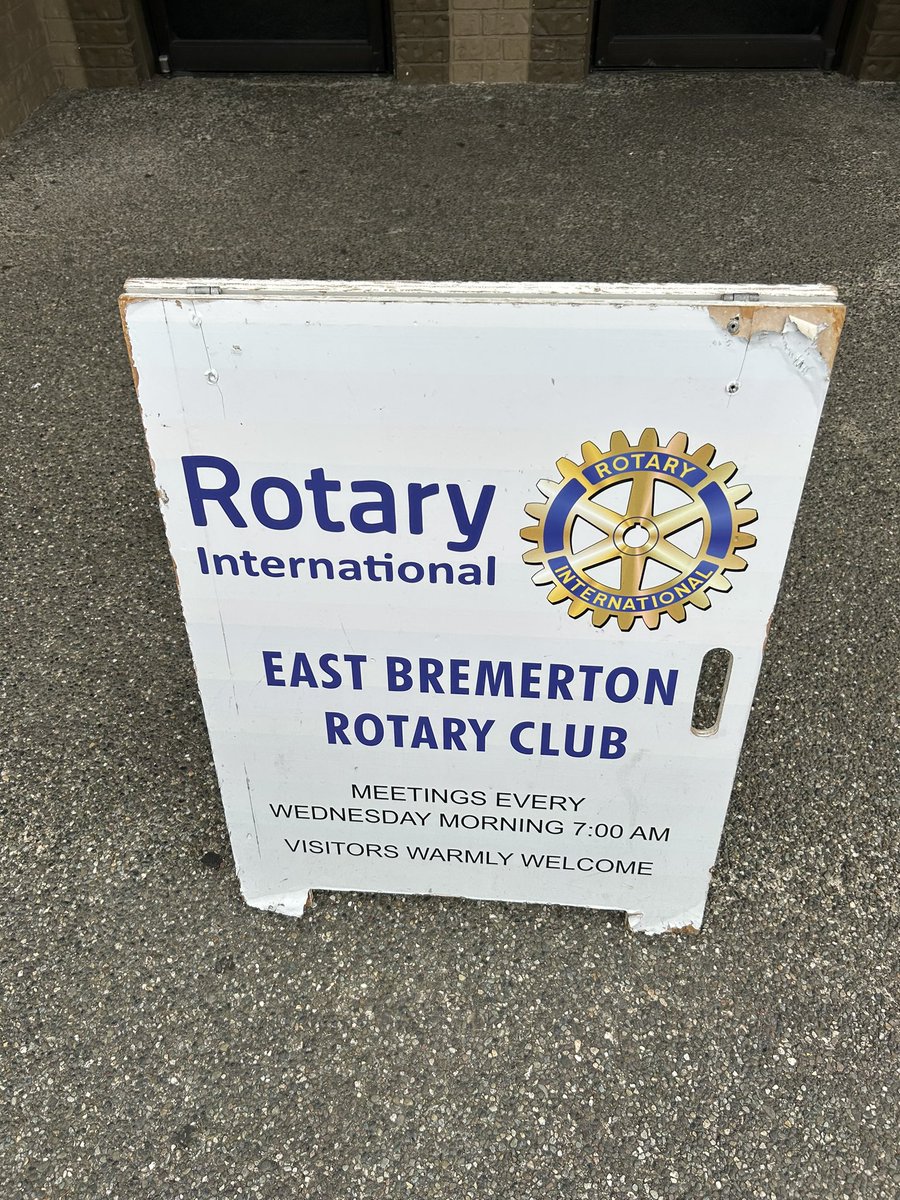 Rotary
International
ROTARY
INTERNATIONAL
EAST BREMERTON
ROTARY CLUB
MEETINGS EVERY
WEDNESDAY MORNING 7:00 AM
VISITORS WARMLY WELCOME